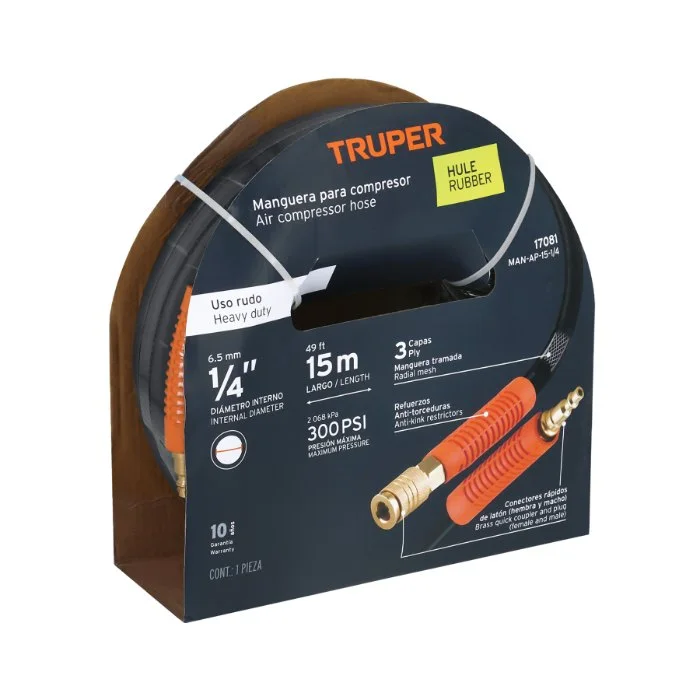 TRUPER
HULE
RUBBER
Manguera para compresor
Air compressor hose
17081
MAN-AP-15-1/4
Uso rudo
Heavy duty
6.5 mm
1/4"
DIÁMETRO INTERNO
INTERNAL DIAMETER
49 ft
15 m
LARGO / LENGTH
2 068 kPa
300 PSI
PRESIÓN MÁXIMA
MAXIMUM PRESSURE
3 Capas
Ply
Manguera tramada
Radial mesh
Refuerzos
Anti-torceduras
Anti-kink restrictors
Conectores rápidos
de latón (hembra y macho)
Brass quick coupler and plug
(female and male)
10 años
Garantía
Warranty
CONT.: 1 PIEZA